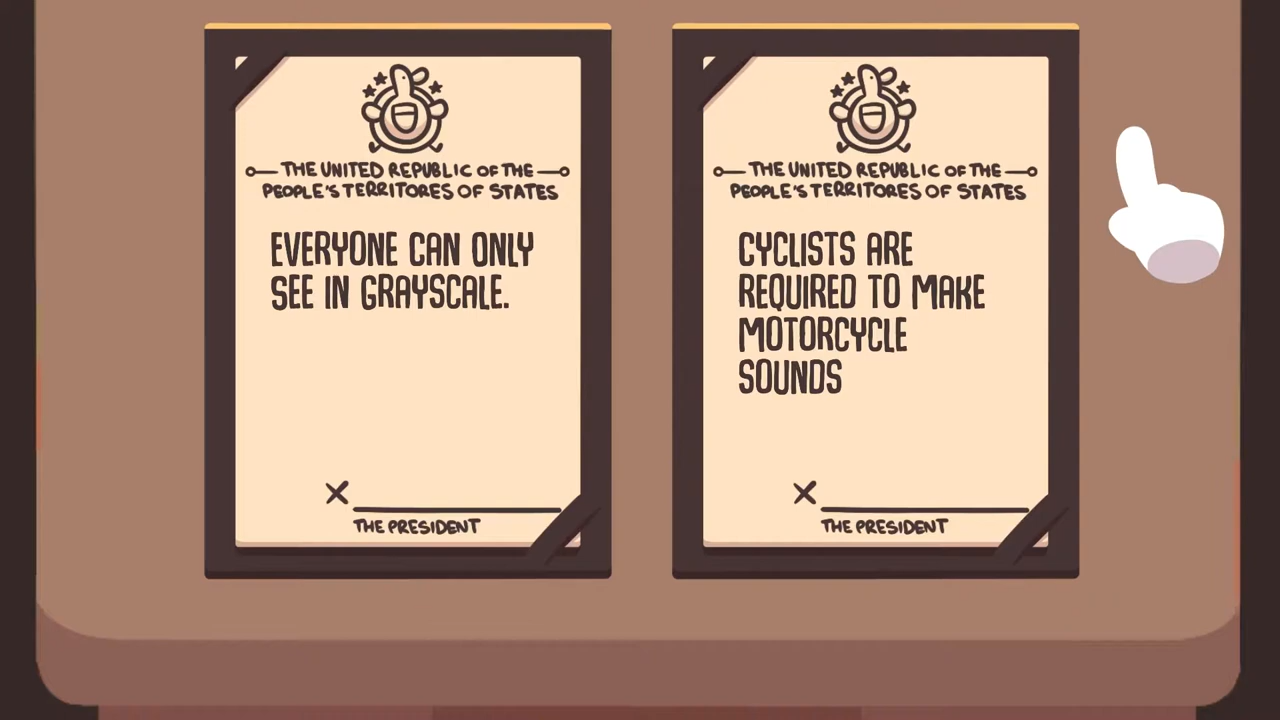 THE UNITED REPUBLIC OF THE
PEOPLE'S TERRITORES OF STATES
EVERYONE CAN ONLY
SEE IN GRAYSCALE.
X
THE PRESIDENT
THE UNITED REPUBLIC OF THE
PEOPLE'S TERRITORES OF STATES
CYCLISTS ARE
REQUIRED TO MAKE
MOTORCYCLE
SOUNDS
X
THE PRESIDENT